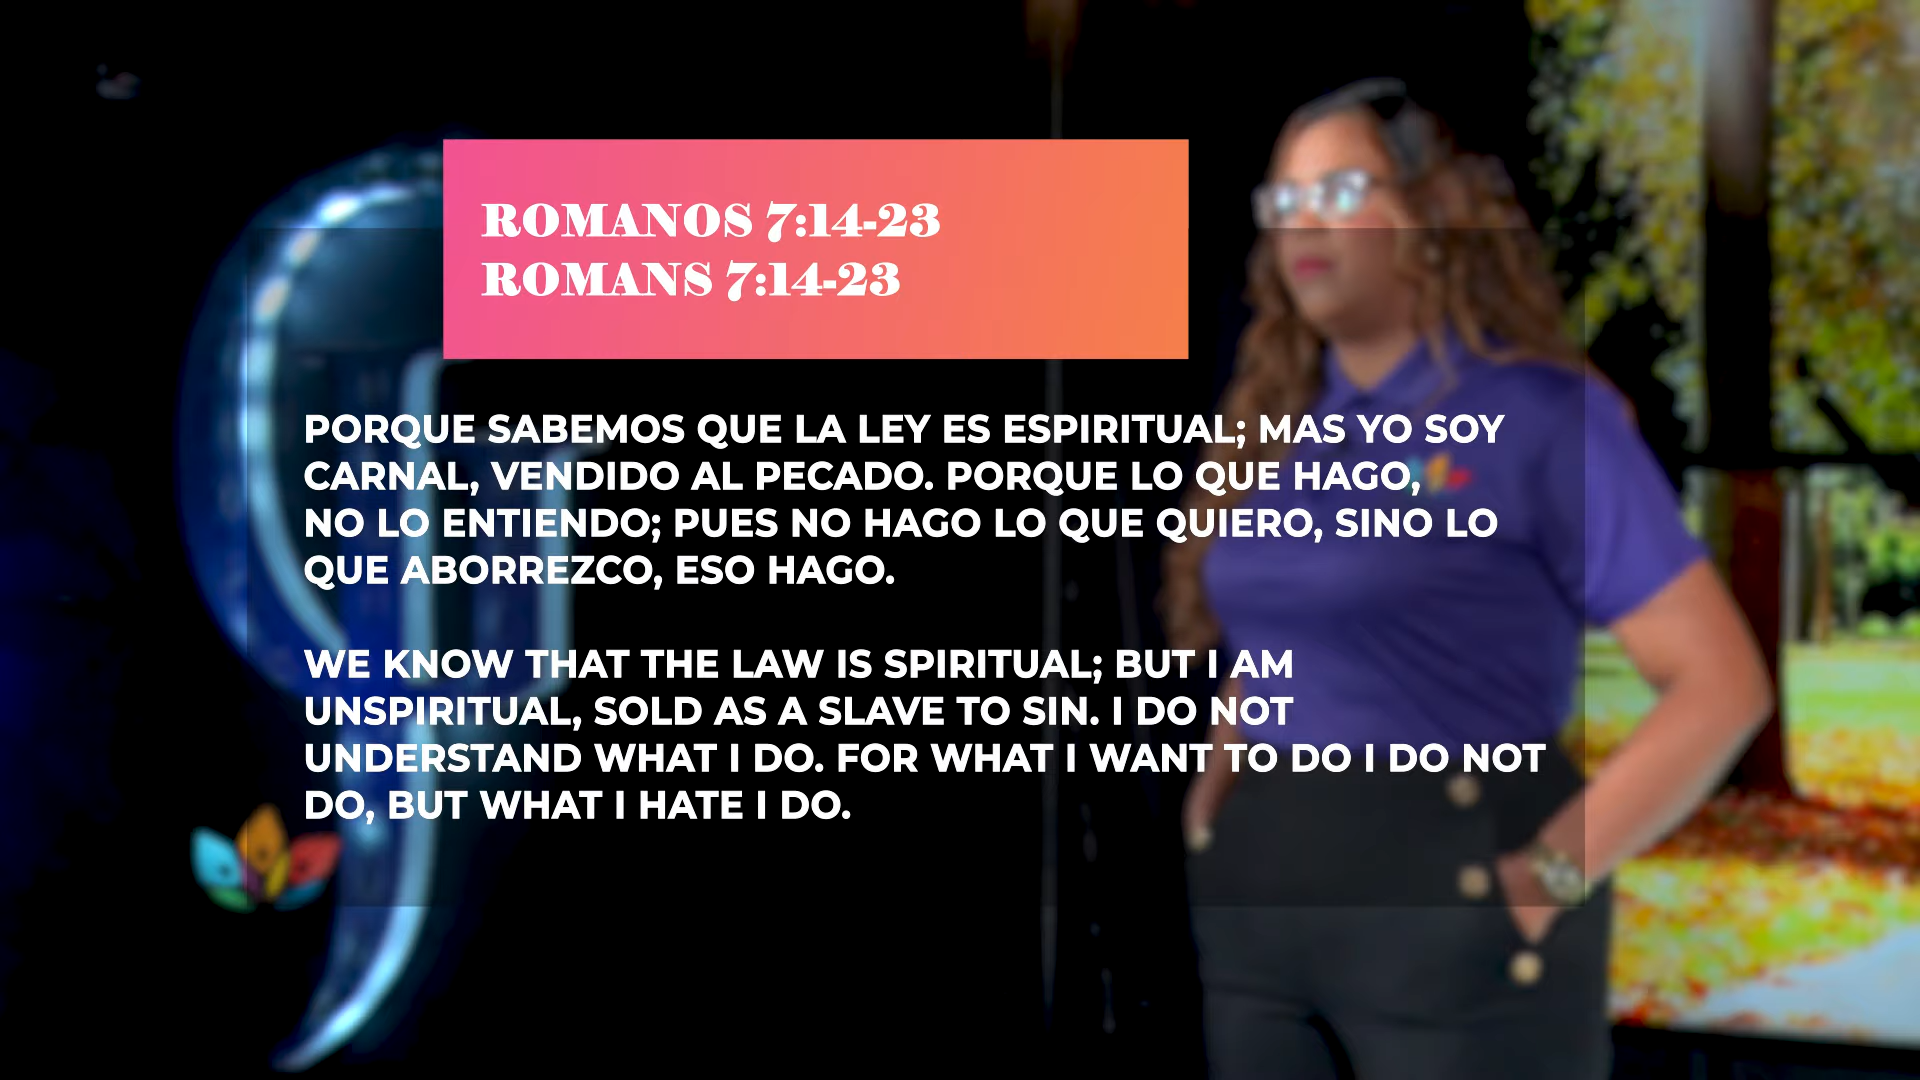 ROMANOS 7:14-23
ROMANS 7:14-23
PORQUE SABEMOS QUE LA LEY ES ESPIRITUAL; MAS YO SOY
CARNAL, VENDIDO AL PECADO. PORQUE LO QUE HAGO,
NO LO ENTIENDO; PUES NO HAGO LO QUE QUIERO, SINO LO
QUE ABORREZCO, ESO HAGO.
WE KNOW THAT THE LAW IS SPIRITUAL; BUT I AM
UNSPIRITUAL, SOLD AS A SLAVE TO SIN. I DO NOT
UNDERSTAND WHAT I DO. FOR WHAT I WANT TO DO I DO NOT
DO, BUT WHAT I HATE I DO.